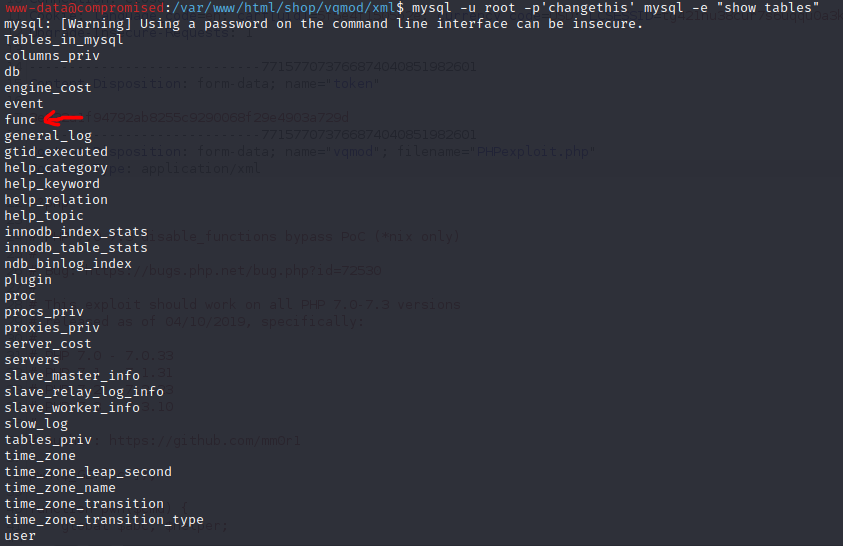 www-data@compromised:/var/www/html/shop/vqmod/xml$ mysql -u root -p'changethis' mysql -e "show tables"
mysql: [Warning] Using a password on the command line interface can be insecure.
Tables_in_mysql
columns_priv
db
engine_cost
event
func
general_log
gtid_executed
help_category
help_keyword
help_relation
help_topic
innodb_index_stats
innodb_table_stats
ndb_binlog_index
plugin
proc
procs_priv
proxies_priv
server_cost
servers
slave_master_info
slave_relay_log_info
slave_worker_info
slow_log
tables_priv
time_zone
time_zone_leap_second
time_zone_name
time_zone_transition
time_zone_transition_type
user